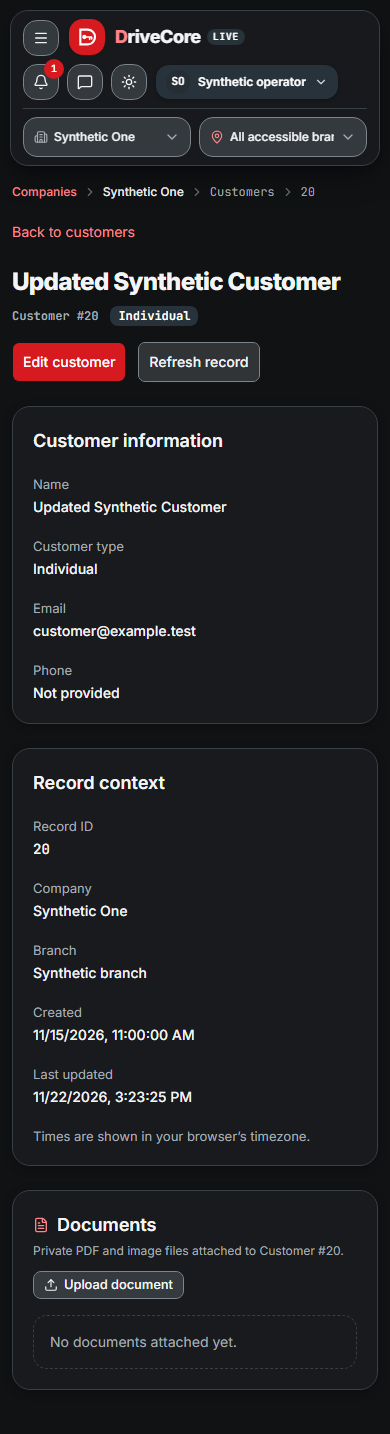 DriveCore LIVE
1
SO Synthetic operator
Synthetic One
All accessible bran
Companies > Synthetic One > Customers > 20
Back to customers
Updated Synthetic Customer
Customer #20 Individual
Edit customer
Refresh record
Customer information
Name
Updated Synthetic Customer
Customer type
Individual
Email
customer@example.test
Phone
Not provided
Record context
Record ID
20
Company
Synthetic One
Branch
Synthetic branch
Created
11/15/2026, 11:00:00 AM
Last updated
11/22/2026, 3:23:25 PM
Times are shown in your browser’s timezone.
Documents
Private PDF and image files attached to Customer #20.
Upload document
No documents attached yet.